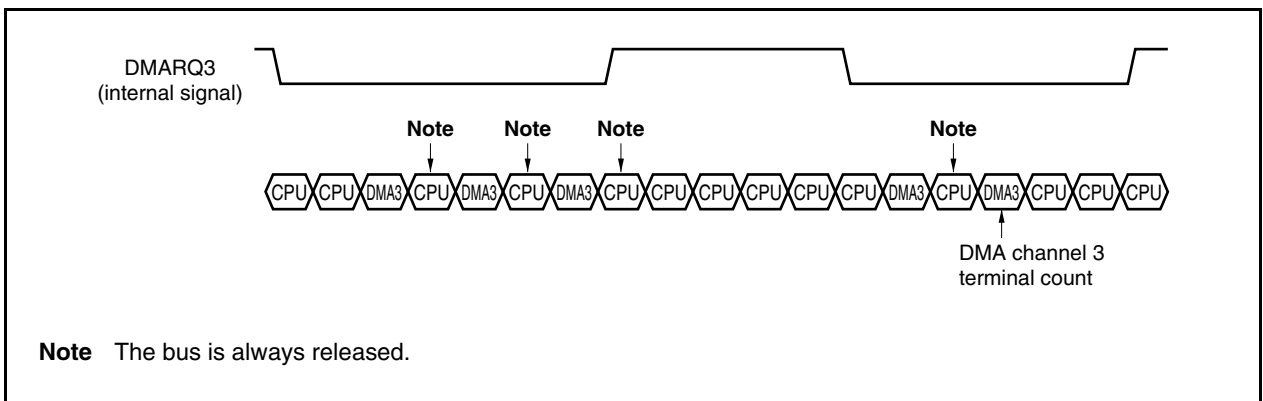 DMARQ3
(internal signal)
Note Note Note Note
CPU CPU DMA3 CPU DMA3 CPU DMA3 CPU CPU CPU CPU CPU CPU DMA3 CPU DMA3 CPU CPU CPU
DMA channel 3
terminal count
Note The bus is always released.